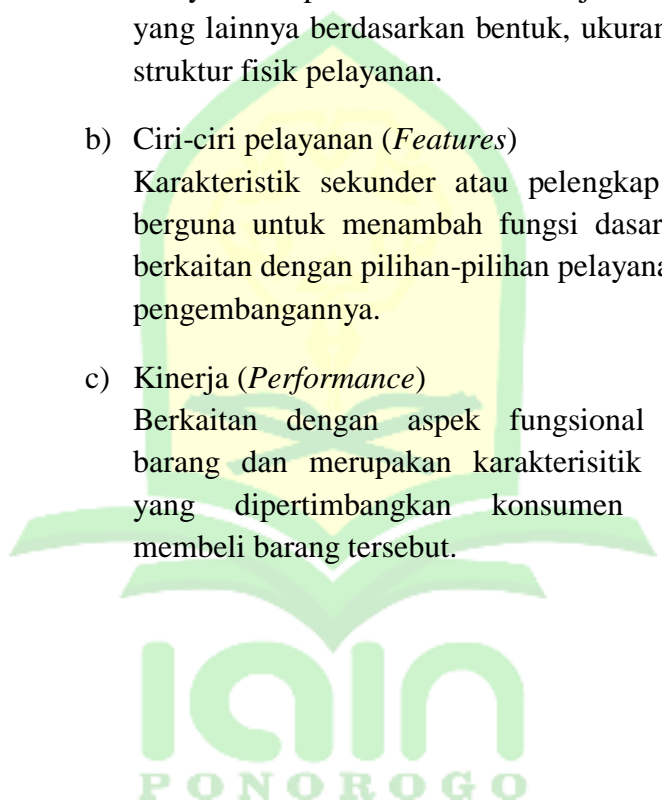 yang lainnya berdasarkan bentuk, ukuran
struktur fisik pelayanan.
b) Ciri-ciri pelayanan (Features)
Karakteristik sekunder atau pelengkap
berguna untuk menambah fungsi dasar
berkaitan dengan pilihan-pilihan
pengembangannya.
c) Kinerja (Performance)
Berkaitan dengan aspek fungsional
barang dan merupakan karakterisitik
yang dipertimbangkan konsumen
membeli barang tersebut.
iain
PONOROGO